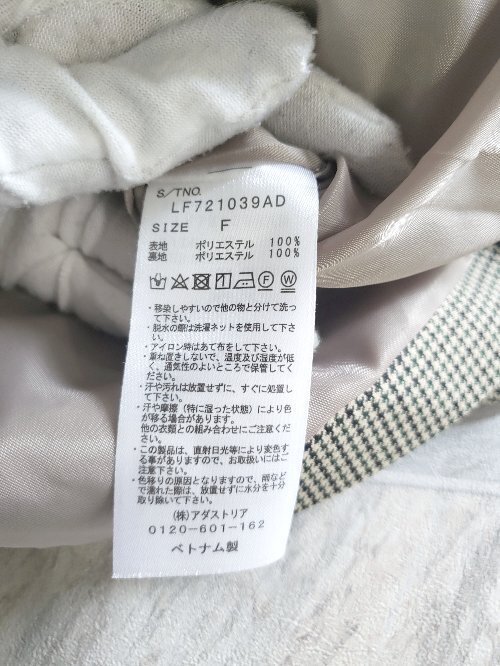 S/TNO.
LF721039AD
SIZE F
表地 ポリエステル 100%
裏地 ポリエステル 100%
・移染しやすいので他の物と分けて洗っ
て下さい。
・脱水の際は洗濯ネットを使用して下さ
い。
・アイロン時はあて布をして下さい。
・重ね置きしないで、温度及び湿度が低
く、通気性のよいところで保管してくだ
さい。
・汗や汚れは放置せずに、すぐに処置し
て下さい。
・汗や摩擦(特に湿った状態)により色
が移る場合があります。
他の衣類との組み合わせにご注意くださ
い。
・この製品は、直射日光等により変色す
る事がありますので、お取扱いにはご
注意下さい。
・色移りの原因となりますので、雨など
で濡れた際は、放置せずに水分を十分
取り除いて下さい。
(株)アダストリア
0120-601-162
ベトナム製